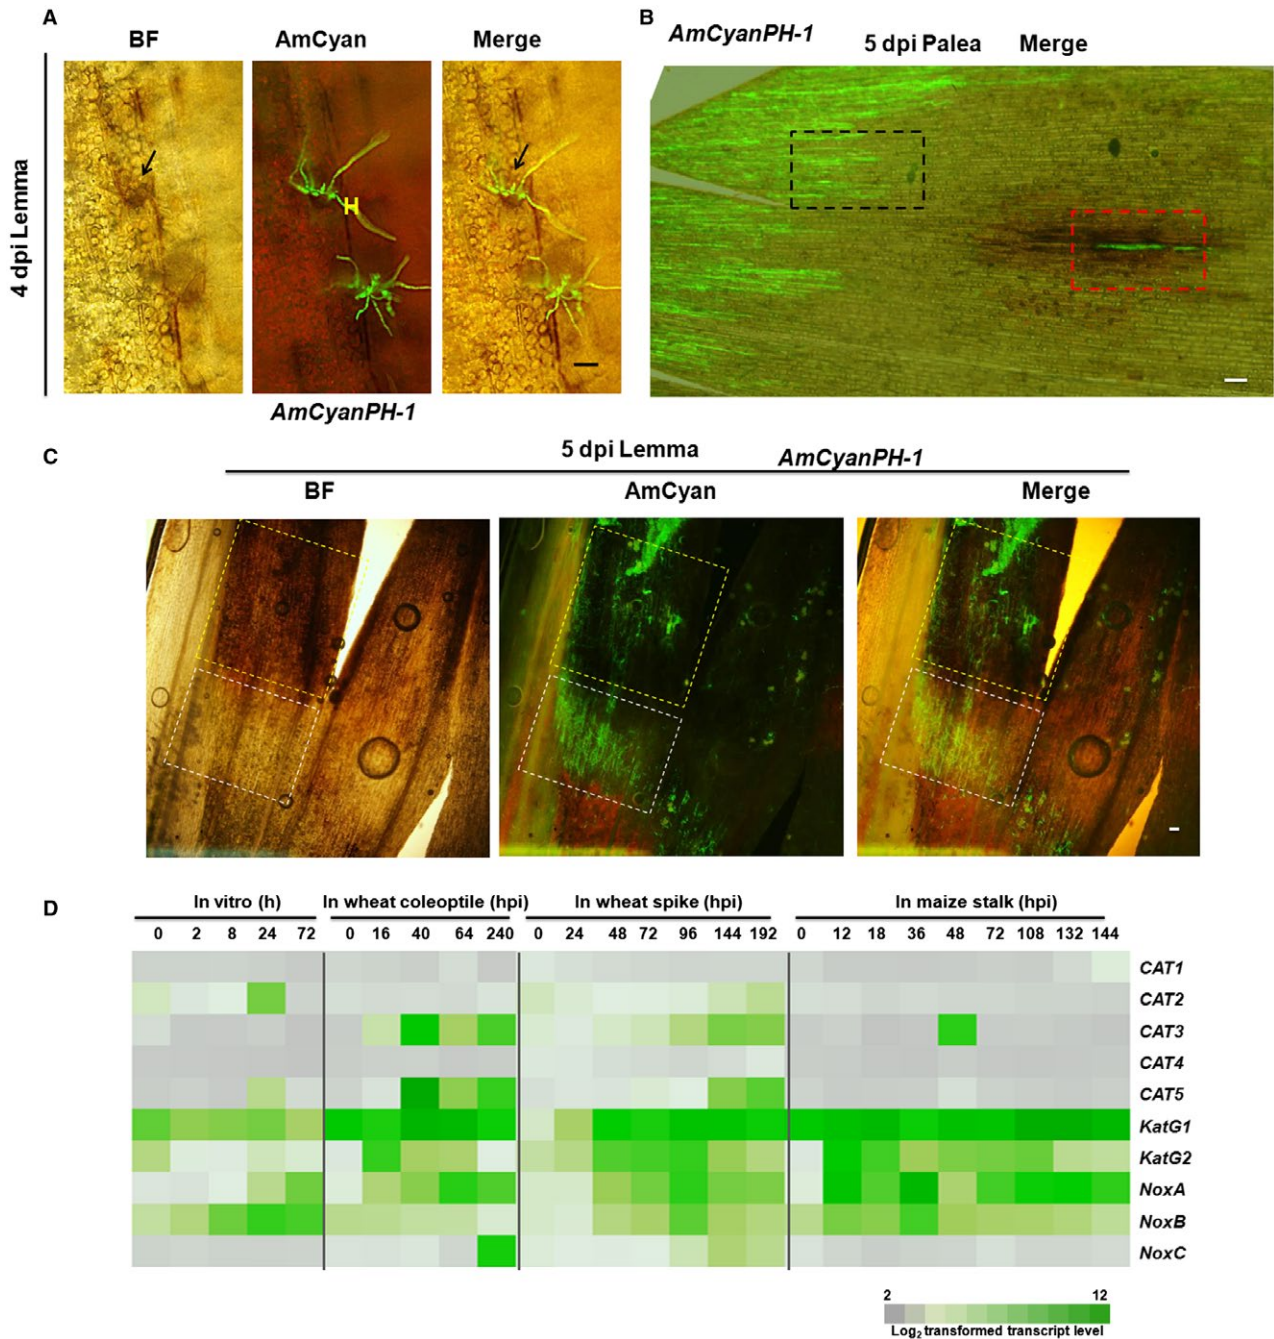 A
BF
AmCyan
Merge
4 dpi Lemma
H
AmCyanPH-1
B
AmCyanPH-1
5 dpi Palea
Merge
C
5 dpi Lemma
AmCyanPH-1
BF
AmCyan
Merge
D
In vitro (h) In wheat coleoptile (hpi) In wheat spike (hpi) In maize stalk (hpi)
0 2 8 24 72 0 16 40 64 240 0 24 48 72 96 144 192 0 12 18 36 48 72 108 132 144
CAT1
CAT2
CAT3
CAT4
CAT5
KatG1
KatG2
NoxA
NoxB
NoxC
2 12
Log2 transformed transcript level